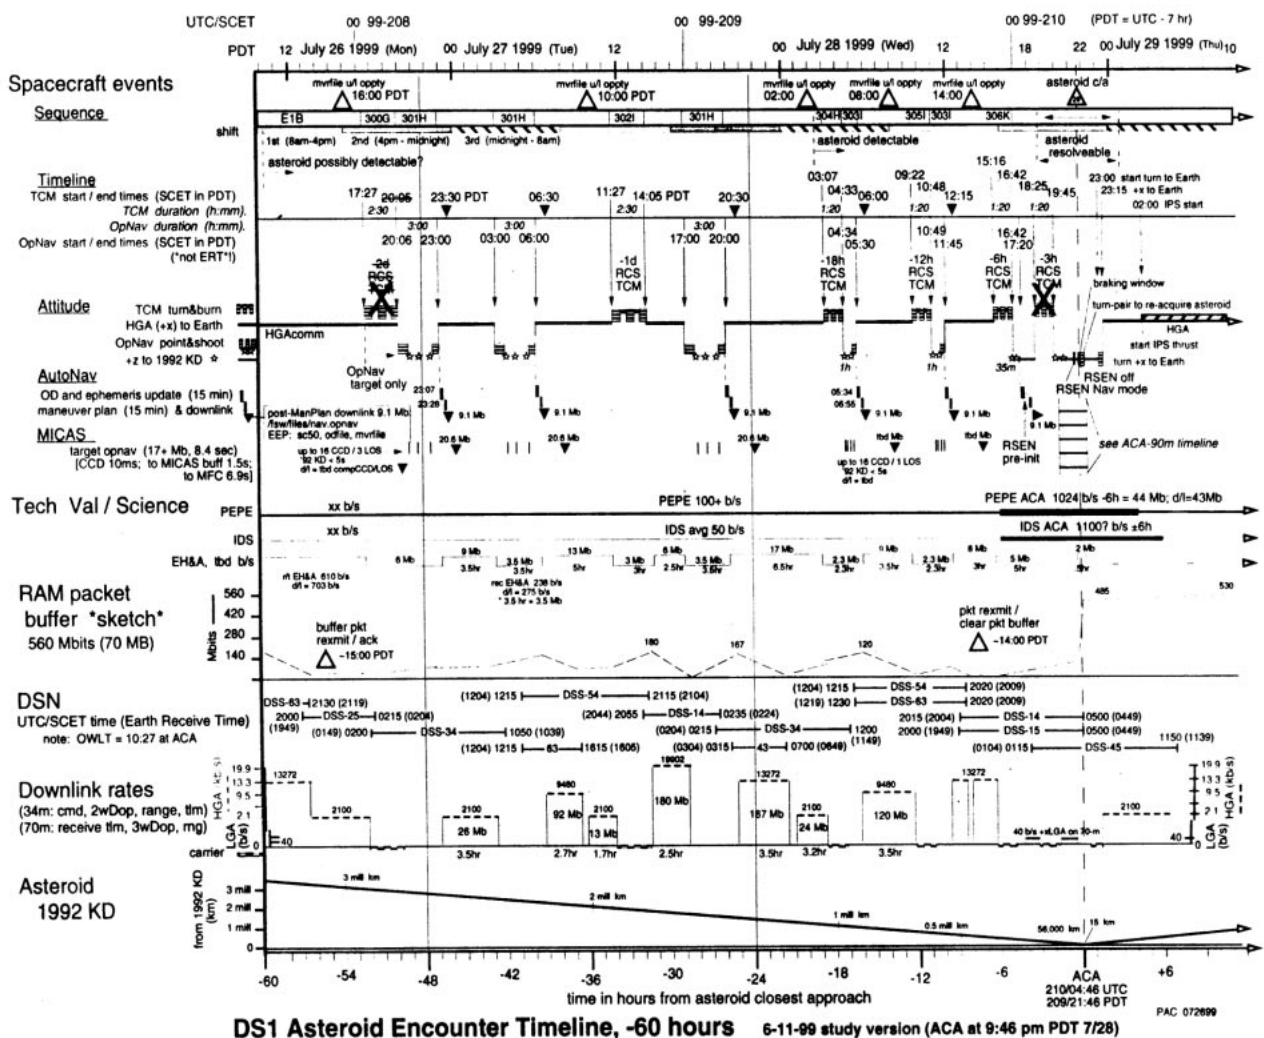 UTC/SCET 00 99-208 00 99-209 00 99-210 (PDT = UTC - 7 hr)
PDT 12 July 26 1999 (Mon) 00 July 27 1999 (Tue) 12 00 July 28 1999 (Wed) 12 18 22 00 July 29 1999 (Thu) 10
Spacecraft events
mvrfile u/l oppty 16:00 PDT
mvrfile u/l oppty 10:00 PDT
mvrfile u/l oppty 02:00
mvrfile u/l oppty 08:00
mvrfile u/l oppty 14:00
asteroid c/a
Sequence
E1B 300G 301H 301H 302I 301H 304H 303I 305I 303I 306K
shift
1st (8am-4pm) 2nd (4pm - midnight) 3rd (midnight - 8am)
asteroid possibly detectable?
asteroid detectable
asteroid resolveable
Timeline
TCM start / end times (SCET in PDT)
17:27 20:05 23:30 PDT 06:30 11:27 14:05 PDT 20:30 03:07 04:33 06:00 09:22 10:48 12:15 15:16 16:42 18:25 19:45
23:00 start turn to Earth
23:15 +x to Earth
02:00 IPS start
TCM duration (h:mm).
2:30 2:30 1:20 1:20 1:20 1:20
OpNav duration (h:mm).
3:00 3:00 3:00
OpNav start / end times (SCET in PDT)
20:06 23:00 03:00 06:00 17:00 20:00 04:34 05:30 10:49 11:45 16:42 17:20
(*not ERT*!)
-2d RCS TCM
-1d RCS TCM
-18h RCS TCM
-12h RCS TCM
-6h RCS TCM
-3h RCS TCM
braking window
Attitude
TCM turn&burn
turn-pair to re-acquire asteroid
HGA (+x) to Earth
HGAcomm
HGA
OpNav point&shoot
start IPS thrust
+z to 1992 KD
1h 1h 35m
turn +x to Earth
OpNav target only
RSEN off
RSEN Nav mode
AutoNav
OD and ephemeris update (15 min)
23:07 05:34
maneuver plan (15 min) & downlink
23:28 06:56
post-ManPlan downlink 9.1 Mb
/fsw/files/nav.opnav
EEP: sc50, odfile, mvrfile
9.1 Mb 9.1 Mb 9.1 Mb 9.1 Mb 9.1 Mb 9.1 Mb
MICAS
target opnav (17+ Mb, 8.4 sec)
[CCD 10ms; to MICAS buff 1.5s;
to MFC 6.9s]
20.6 Mb 17.6 Mb 20.6 Mb tbd Mb tbd Mb
up to 16 CCD / 3 LOS
'92 KD < 5s
d/l = tbd compCCD/LOS
up to 16 CCD / 1 LOS
'92 KD < 5s
d/l = tbd
RSEN pre-init
see ACA-90m timeline
Tech Val / Science
PEPE xx b/s PEPE 100+ b/s PEPE ACA 1024 b/s -6h = 44 Mb; d/l=43Mb
IDS xx b/s IDS avg 50 b/s IDS ACA 1100? b/s ±6h
EH&A, tbd b/s
6 Mb 9 Mb 3.5hr 3.5 Mb 3.5hr 13 Mb 3 Mb 3hr 6 Mb 2.5hr 3.5 Mb 3.5hr 17 Mb 6.5hr 2.3 Mb 2.3hr 9 Mb 3.5hr 2.3 Mb 2.3hr 8 Mb 3hr 5 Mb 5hr 2 Mb
r/t EH&A 610 b/s
d/l = 703 b/s
rec EH&A 238 b/s
d/l = 275 b/s
* 3.5 hr = 3.5 Mb
RAM packet
buffer *sketch*
560 Mbits (70 MB)
Mbits 560 420 280 140
buffer pkt rexmit / ack
~15:00 PDT
180 167 120
pkt rexmit / clear pkt buffer
~14:00 PDT
485 530
DSN
UTC/SCET time (Earth Receive Time)
note: OWLT = 10:27 at ACA
DSS-63 2130 (2119)
2000 (1949) DSS-25 0215 (0204)
(0149) 0200 DSS-34 1050 (1039)
(1204) 1215 DSS-54 2115 (2104)
(1204) 1215 63 1615 (1606)
(2044) 2055 DSS-14 0235 (0224)
(0204) 0215 DSS-34 1200 (1149)
(0304) 0315 43 0700 (0649)
(1204) 1215 DSS-54 2020 (2009)
(1219) 1230 DSS-63 2020 (2009)
2015 (2004) DSS-14 0500 (0449)
2000 (1949) DSS-15 0500 (0449)
(0104) 0115 DSS-45 1150 (1139)
Downlink rates
(34m: cmd, 2wDop, range, tlm)
(70m: receive tlm, 3wDop, rng)
HGA (kb/s) 19.9 13.3 9.5 2.1
LGA (b/s) 40 0
carrier
13272 2100 2100 9480 2100 19902 13272 2100 9480 13272 2100
26 Mb 92 Mb 13 Mb 180 Mb 167 Mb 24 Mb 120 Mb
3.5hr 2.7hr 1.7hr 2.5hr 3.5hr 3.2hr 3.5hr
40 b/s +xLGA on 70-m
40
19.9 13.3 9.5 2.1 0
HGA (kb/s)
LGA (b/s)
Asteroid
1992 KD
from 1992 KD (km)
3 mill 2 mill 1 mill 0
3 mill km 2 mill km 1 mill km 0.5 mill km 56,000 km 15 km
-60 -54 -48 -42 -36 -30 -24 -18 -12 -6 ACA +6
210/04:46 UTC
209/21:46 PDT
time in hours from asteroid closest approach
PAC 072699
DS1 Asteroid Encounter Timeline, -60 hours 6-11-99 study version (ACA at 9:46 pm PDT 7/28)